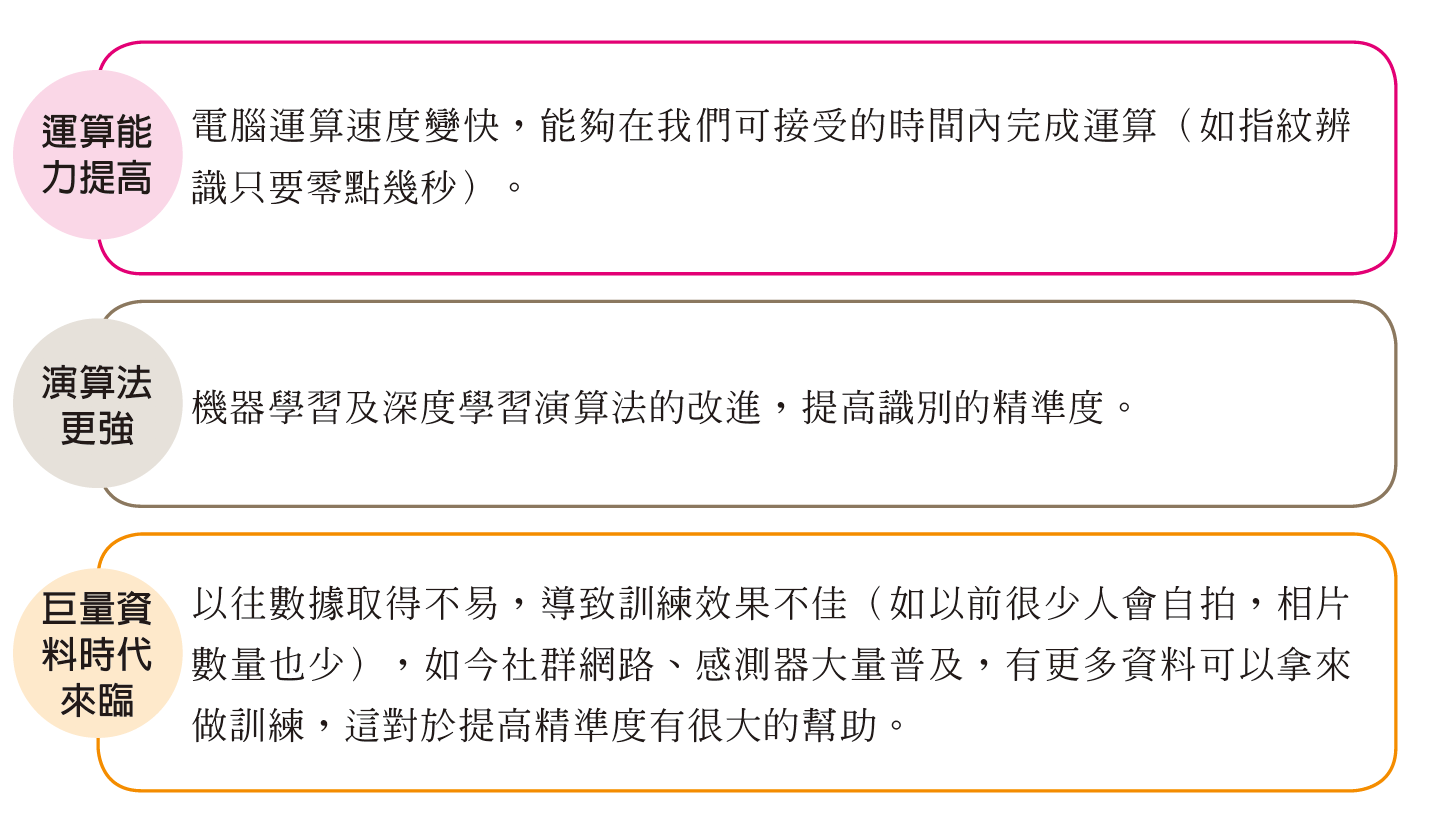 運算能
力提高
電腦運算速度變快，能夠在我們可接受的時間內完成運算（如指紋辨
識只要零點幾秒）。
演算法
更強
機器學習及深度學習演算法的改進，提高識別的精準度。
巨量資
料時代
來臨
以往數據取得不易，導致訓練效果不佳（如以前很少人會自拍，相片
數量也少），如今社群網路、感測器大量普及，有更多資料可以拿來
做訓練，這對於提高精準度有很大的幫助。